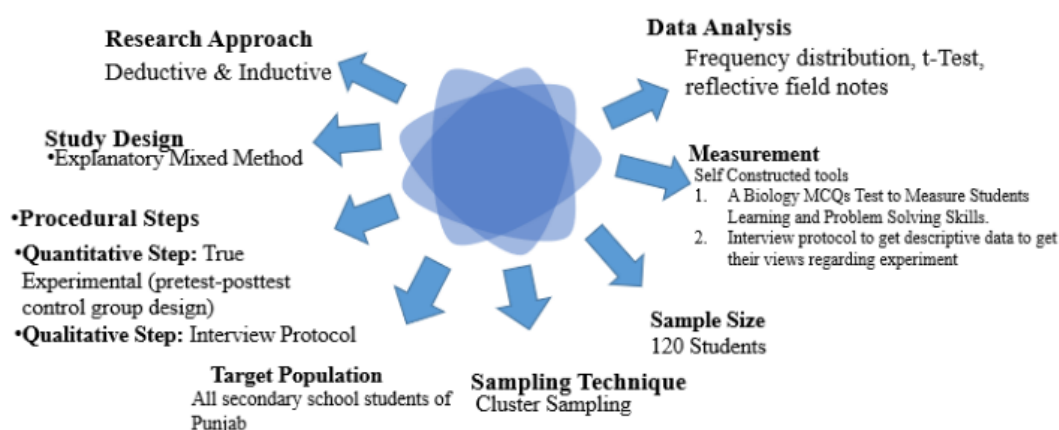 Research Approach
Deductive & Inductive
Study Design
•Explanatory Mixed Method
•Procedural Steps
•Quantitative Step: True
Experimental (pretest-posttest
control group design)
•Qualitative Step: Interview Protocol
Target Population
All secondary school students of
Punjab
Sampling Technique
Cluster Sampling
Sample Size
120 Students
Measurement
Self Constructed tools
1. A Biology MCQs Test to Measure Students
Learning and Problem Solving Skills.
2. Interview protocol to get descriptive data to get
their views regarding experiment
Data Analysis
Frequency distribution, t-Test,
reflective field notes